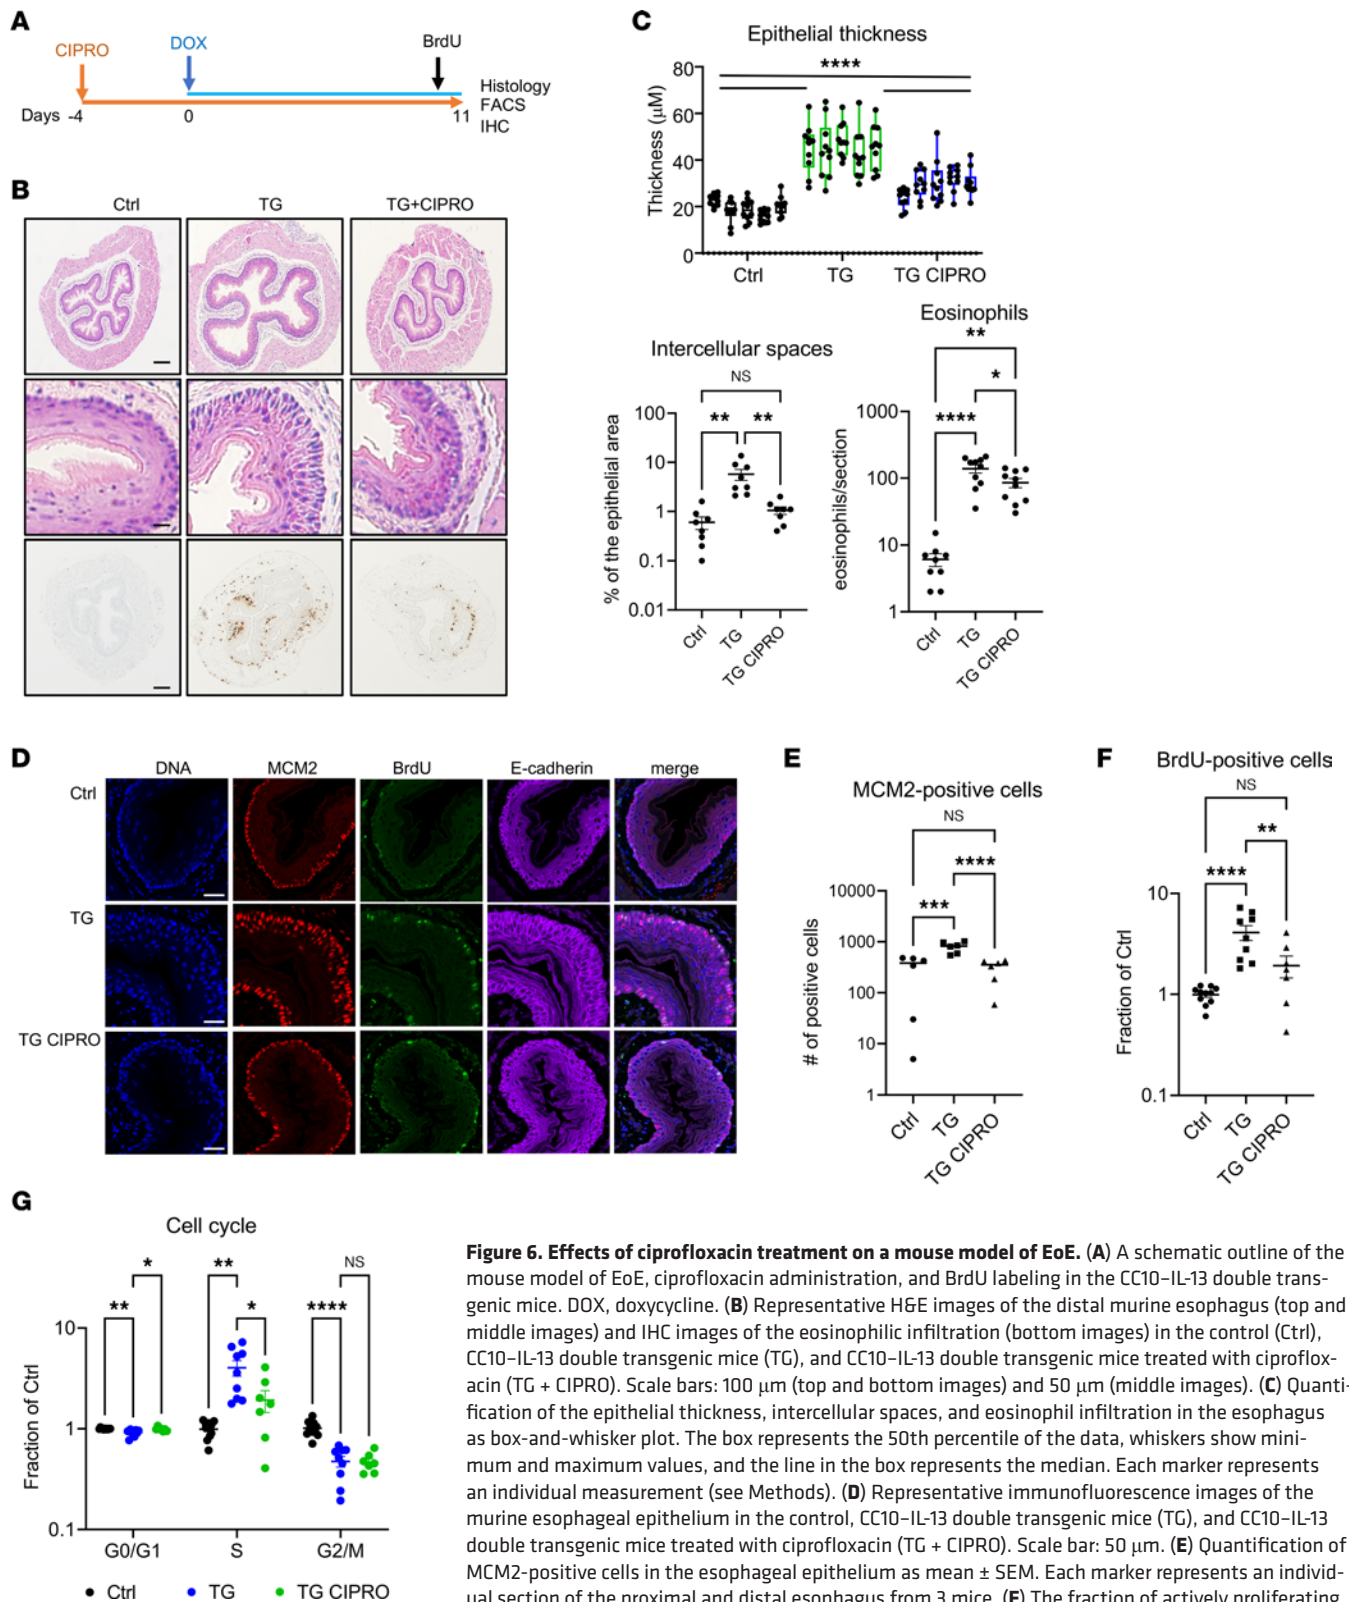 A
CIPRO
DOX
BrdU
Days -4
0
11
Histology
FACS
IHC
B
Ctrl
TG
TG+CIPRO
C
Epithelial thickness
****
Thickness (μM)
80
60
40
20
0
Ctrl
TG
TG CIPRO
Intercellular spaces
NS
**
**
% of the epithelial area
100
10
1
0.1
0.01
Ctrl
TG
TG CIPRO
Eosinophils
**
*
****
eosinophils/section
1000
100
10
1
Ctrl
TG
TG CIPRO
D
DNA
MCM2
BrdU
E-cadherin
merge
Ctrl
TG
TG CIPRO
E
MCM2-positive cells
NS
****
***
# of positive cells
10000
1000
100
10
1
Ctrl
TG
TG CIPRO
F
BrdU-positive cells
NS
**
****
Fraction of Ctrl
10
1
0.1
Ctrl
TG
TG CIPRO
G
Cell cycle
*
**
**
*
NS
****
Fraction of Ctrl
10
1
0.1
G0/G1
S
G2/M
Ctrl
TG
TG CIPRO
Figure 6. Effects of ciprofloxacin treatment on a mouse model of EoE. (A) A schematic outline of the
mouse model of EoE, ciprofloxacin administration, and BrdU labeling in the CC10–IL-13 double trans-
genic mice. DOX, doxycycline. (B) Representative H&E images of the distal murine esophagus (top and
middle images) and IHC images of the eosinophilic infiltration (bottom images) in the control (Ctrl),
CC10–IL-13 double transgenic mice (TG), and CC10–IL-13 double transgenic mice treated with ciproflox-
acin (TG + CIPRO). Scale bars: 100 μm (top and bottom images) and 50 μm (middle images). (C) Quanti-
fication of the epithelial thickness, intercellular spaces, and eosinophil infiltration in the esophagus
as box-and-whisker plot. The box represents the 50th percentile of the data, whiskers show mini-
mum and maximum values, and the line in the box represents the median. Each marker represents
an individual measurement (see Methods). (D) Representative immunofluorescence images of the
murine esophageal epithelium in the control, CC10–IL-13 double transgenic mice (TG), and CC10–IL-13
double transgenic mice treated with ciprofloxacin (TG + CIPRO). Scale bar: 50 μm. (E) Quantification of
MCM2-positive cells in the esophageal epithelium as mean ± SEM. Each marker represents an individ-
ual section of the proximal and distal esophagus from 3 mice. (F) The fraction of actively proliferating